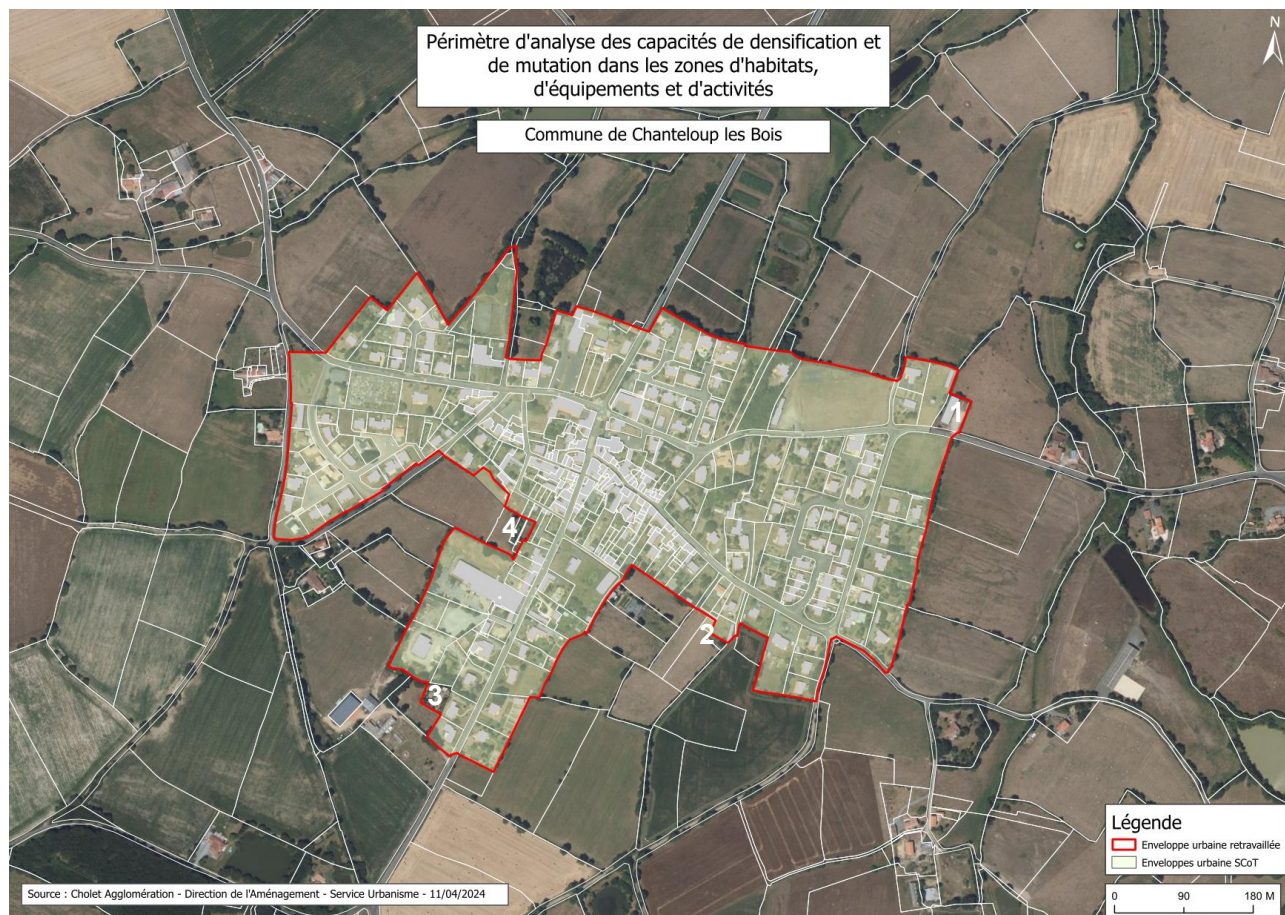 Périmètre d'analyse des capacités de densification et
de mutation dans les zones d'habitats,
d'équipements et d'activités
Commune de Chanteloup les Bois
N
1
4
2
3
Légende
Enveloppe urbaine retravaillée
Enveloppes urbaine SCoT
Source : Cholet Agglomération - Direction de l'Aménagement - Service Urbanisme - 11/04/2024
0 90 180 M